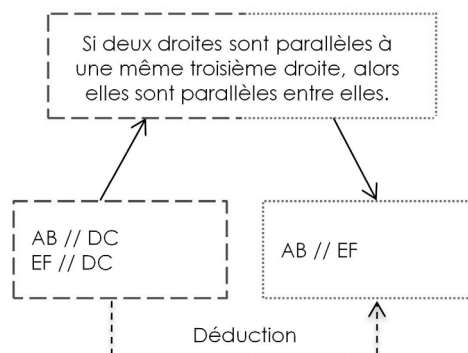 Si deux droites sont parallèles à
une même troisième droite, alors
elles sont parallèles entre elles.
AB // DC
EF // DC
AB // EF
Déduction